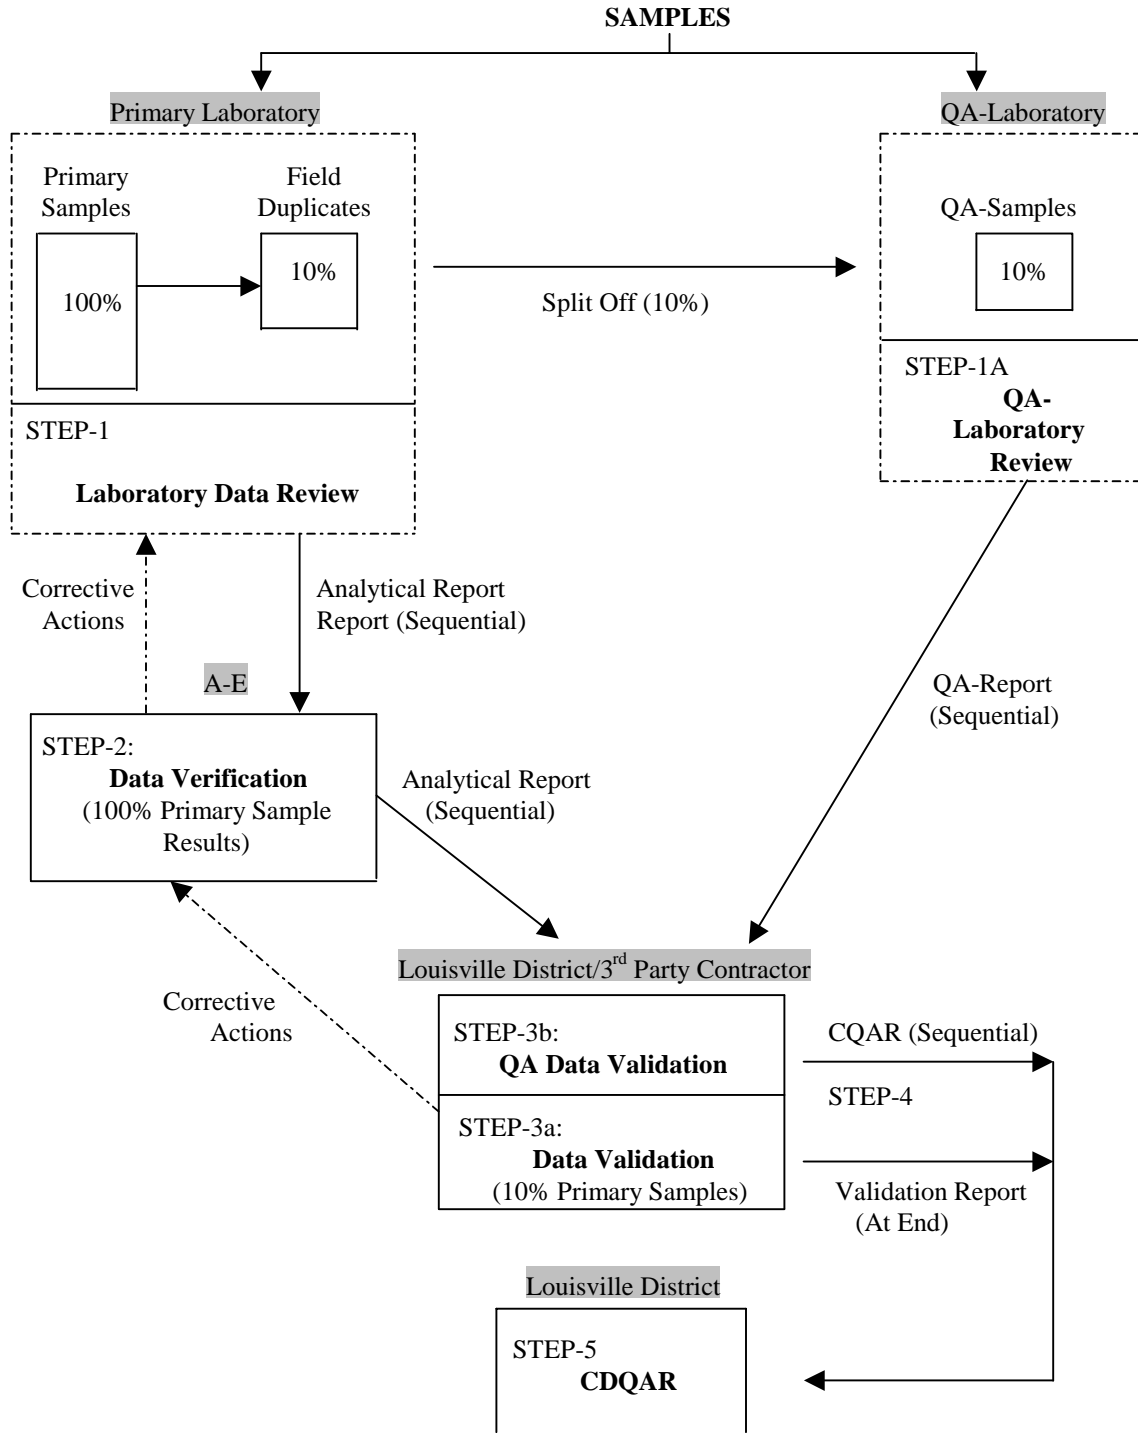 SAMPLES
Primary Laboratory
QA-Laboratory
Primary
Samples
Field
Duplicates
QA-Samples
100%
10%
Split Off (10%)
10%
STEP-1
Laboratory Data Review
STEP-1A
QA-
Laboratory
Review
Corrective
Actions
Analytical Report
Report (Sequential)
A-E
QA-Report
(Sequential)
STEP-2:
Data Verification
(100% Primary Sample
Results)
Analytical Report
(Sequential)
Louisville District/3rd Party Contractor
Corrective
Actions
STEP-3b:
QA Data Validation
CQAR (Sequential)
STEP-4
STEP-3a:
Data Validation
(10% Primary Samples)
Validation Report
(At End)
Louisville District
STEP-5
CDQAR